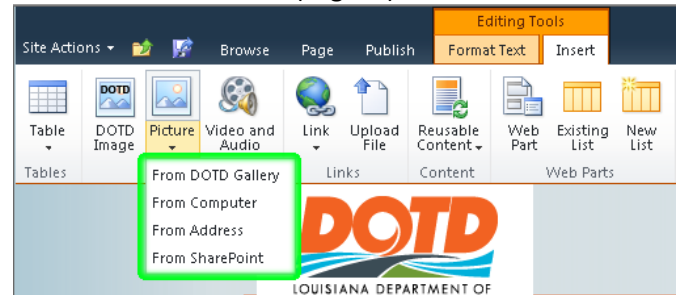 Editing Tools
Site Actions Browse Page Publish Format Text Insert
DOTD
Table DOTD Image Picture Video and Audio Link Upload File Reusable Content Web Part Existing List New List
Tables Links Content Web Parts
From DOTD Gallery
From Computer
From Address
From SharePoint
DOTD
LOUISIANA DEPARTMENT OF